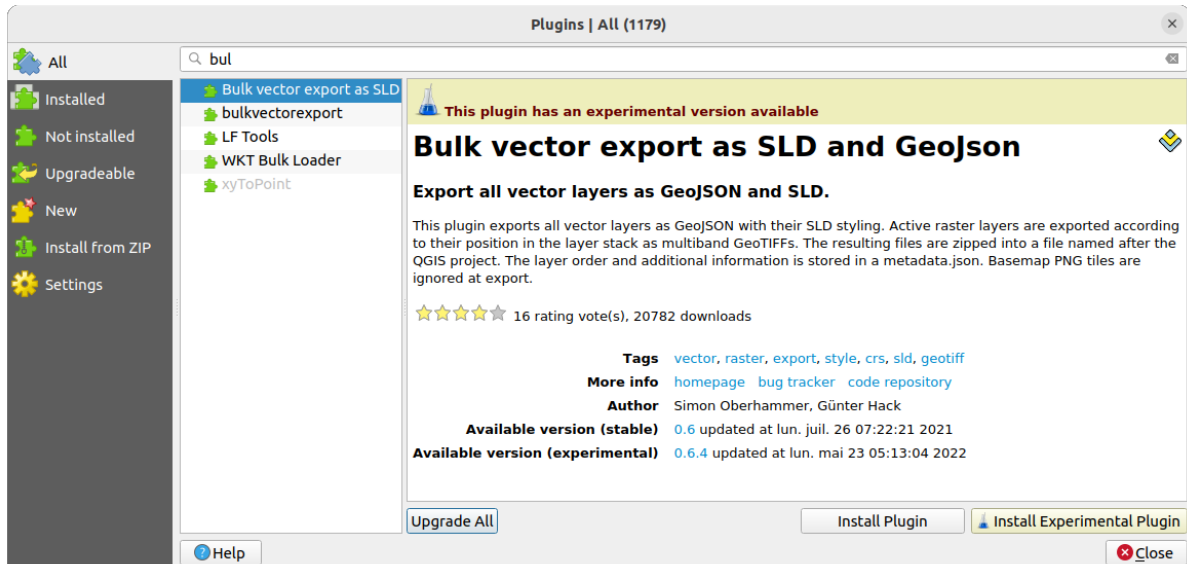 Plugins | All (1179)
All
Installed
Not installed
Upgradeable
New
Install from ZIP
Settings
bul
Bulk vector export as SLD
bulkvectorexport
LF Tools
WKT Bulk Loader
xyToPoint
This plugin has an experimental version available
Bulk vector export as SLD and GeoJson
Export all vector layers as GeoJSON and SLD.
This plugin exports all vector layers as GeoJSON with their SLD styling. Active raster layers are exported according
to their position in the layer stack as multiband GeoTIFFs. The resulting files are zipped into a file named after the
QGIS project. The layer order and additional information is stored in a metadata.json. Basemap PNG tiles are
ignored at export.
16 rating vote(s), 20782 downloads
Tags vector, raster, export, style, crs, sld, geotiff
More info homepage bug tracker code repository
Author Simon Oberhammer, Günter Hack
Available version (stable) 0.6 updated at lun. juil. 26 07:22:21 2021
Available version (experimental) 0.6.4 updated at lun. mai 23 05:13:04 2022
Upgrade All Install Plugin Install Experimental Plugin
Help Close